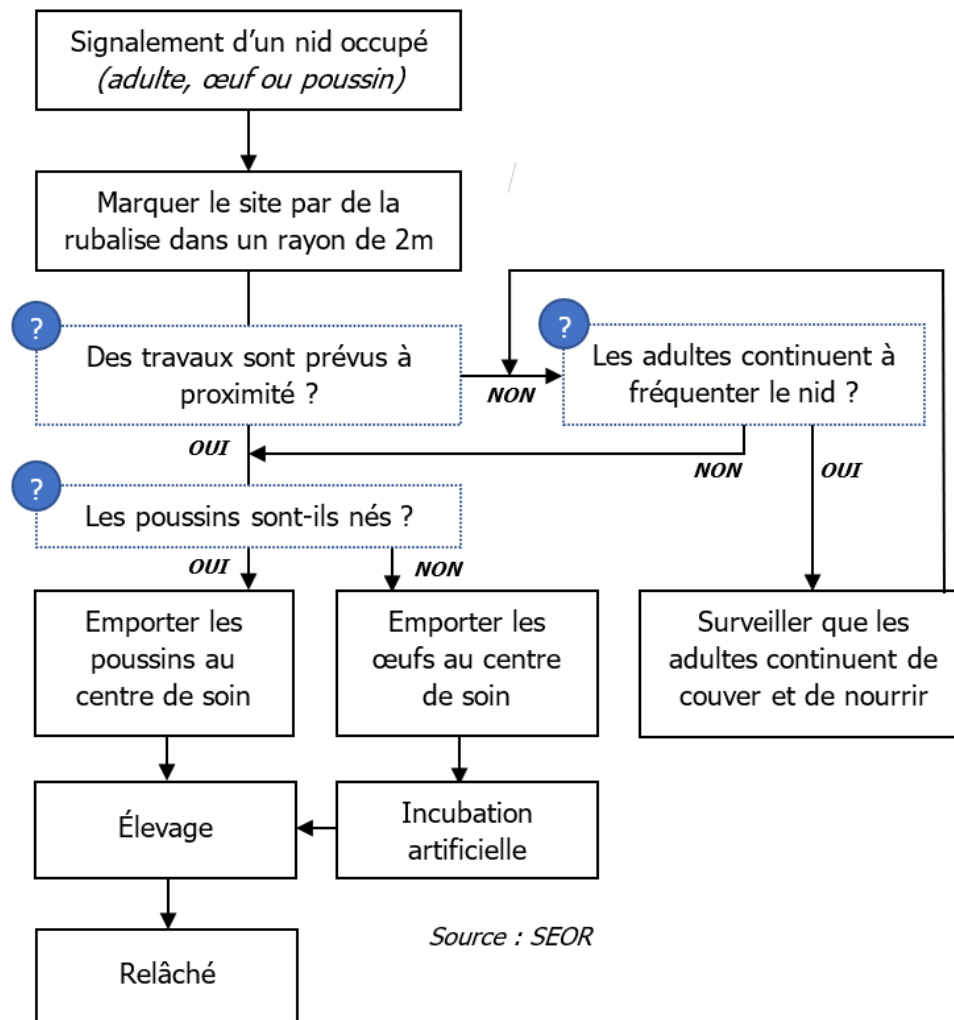 Signalement d'un nid occupé
(adulte, œuf ou poussin)
Marquer le site par de la
rubalise dans un rayon de 2m
?
Des travaux sont prévus à
proximité ?
NON
?
Les adultes continuent à
fréquenter le nid ?
OUI
NON
OUI
?
Les poussins sont-ils nés ?
OUI
NON
Emporter les
poussins au
centre de soin
Emporter les
œufs au centre
de soin
Surveiller que les
adultes continuent de
couver et de nourrir
Élevage
Incubation
artificielle
Relâché
Source : SEOR